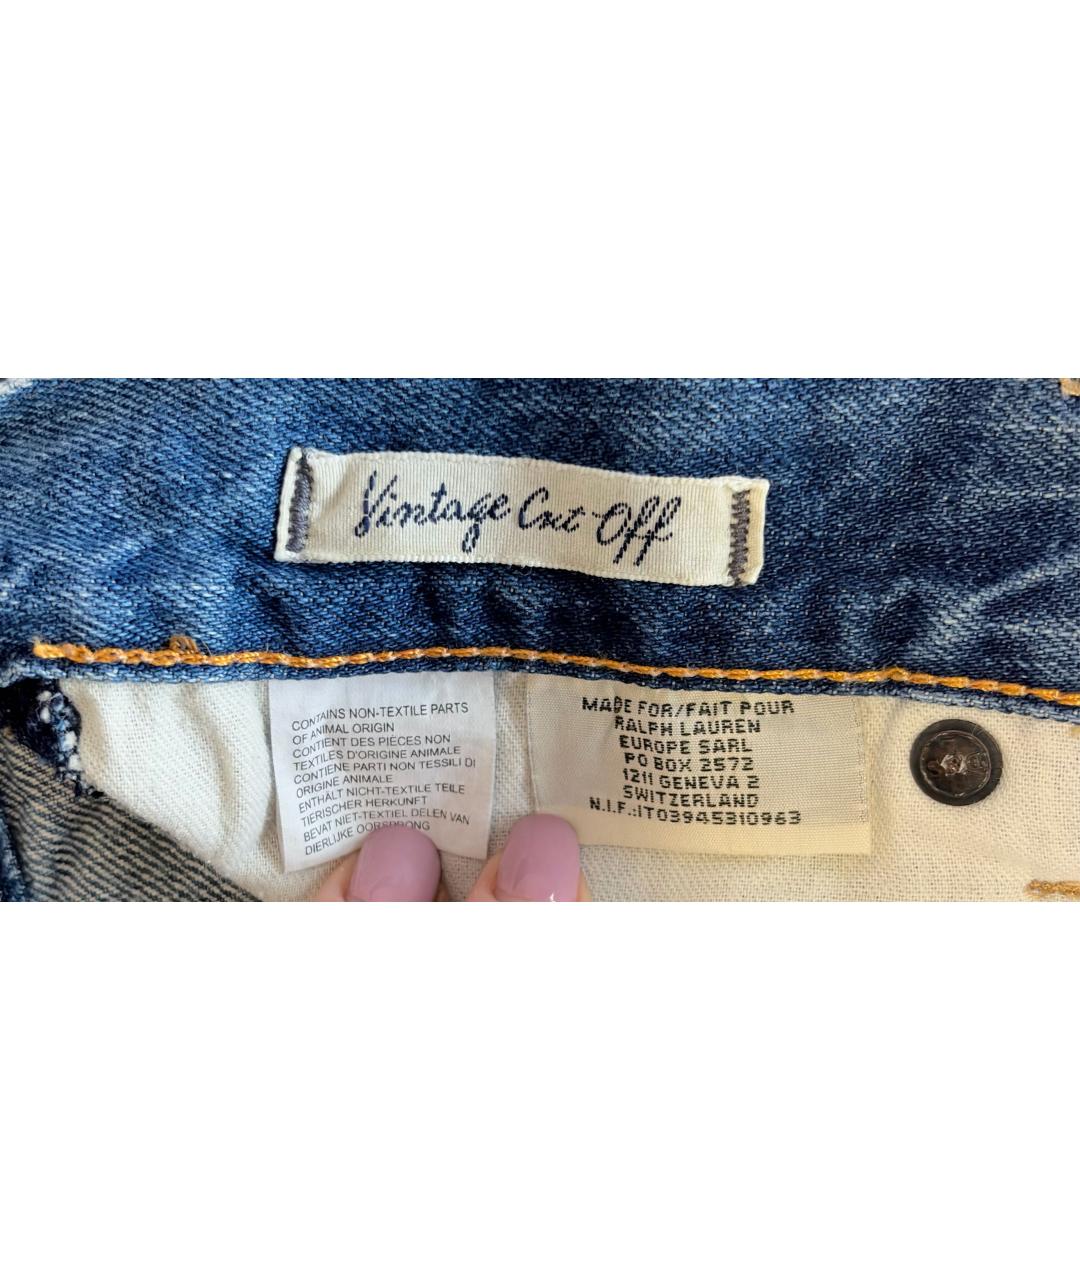 Vintage Cut-Off
CONTAINS NON-TEXTILE PARTS
OF ANIMAL ORIGIN
CONTIENT DES PIÈCES NON
TEXTILES D'ORIGINE ANIMALE
CONTIENE PARTI NON TESSILI DI
ORIGINE ANIMALE
ENTHÄLT NICHT-TEXTILE TEILE
TIERISCHER HERKUNFT
BEVAT NIET-TEXTIEL DELEN VAN
DIERLIJKE OORSPRONG
MADE FOR/FAIT POUR
RALPH LAUREN
EUROPE SARL
PO BOX 2572
1211 GENEVA 2
SWITZERLAND
N.I.F.:IT03945310963